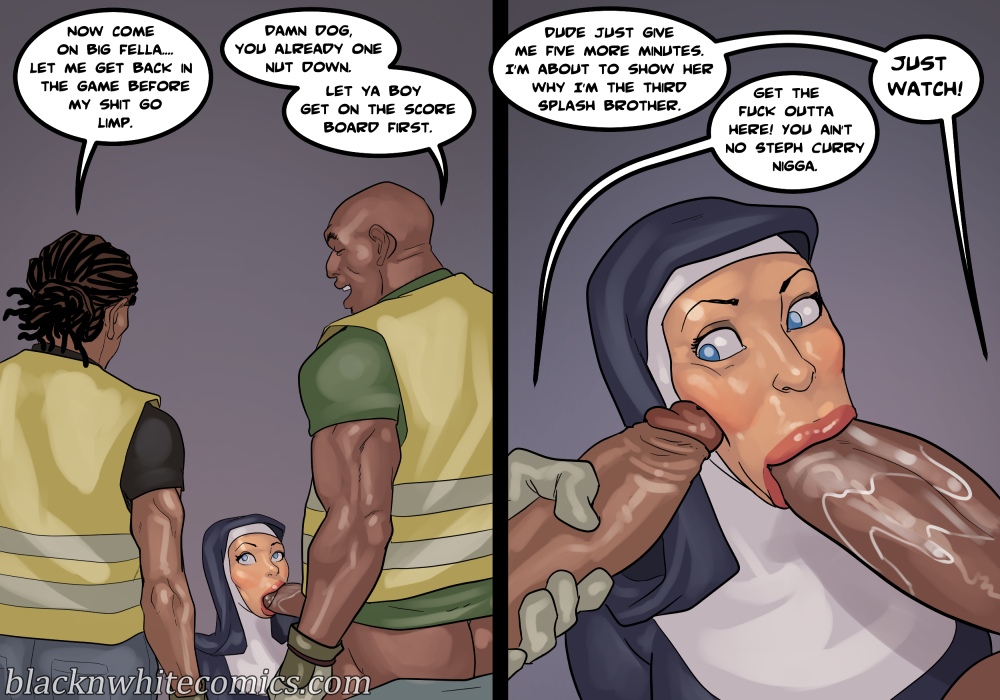 NOW COME
ON BIG FELLA....
LET ME GET BACK IN
THE GAME BEFORE
MY SHIT GO
LIMP.
DAMN DOG,
YOU ALREADY ONE
NUT DOWN.
LET YA BOY
GET ON THE SCORE
BOARD FIRST.
DUDE JUST GIVE
ME FIVE MORE MINUTES.
I'M ABOUT TO SHOW HER
WHY I'M THE THIRD
SPLASH BROTHER.
GET THE
FUCK OUTTA
HERE! YOU AIN'T
NO STEPH CURRY
NIGGA.
JUST
WATCH!
blacknwhitecomics.com